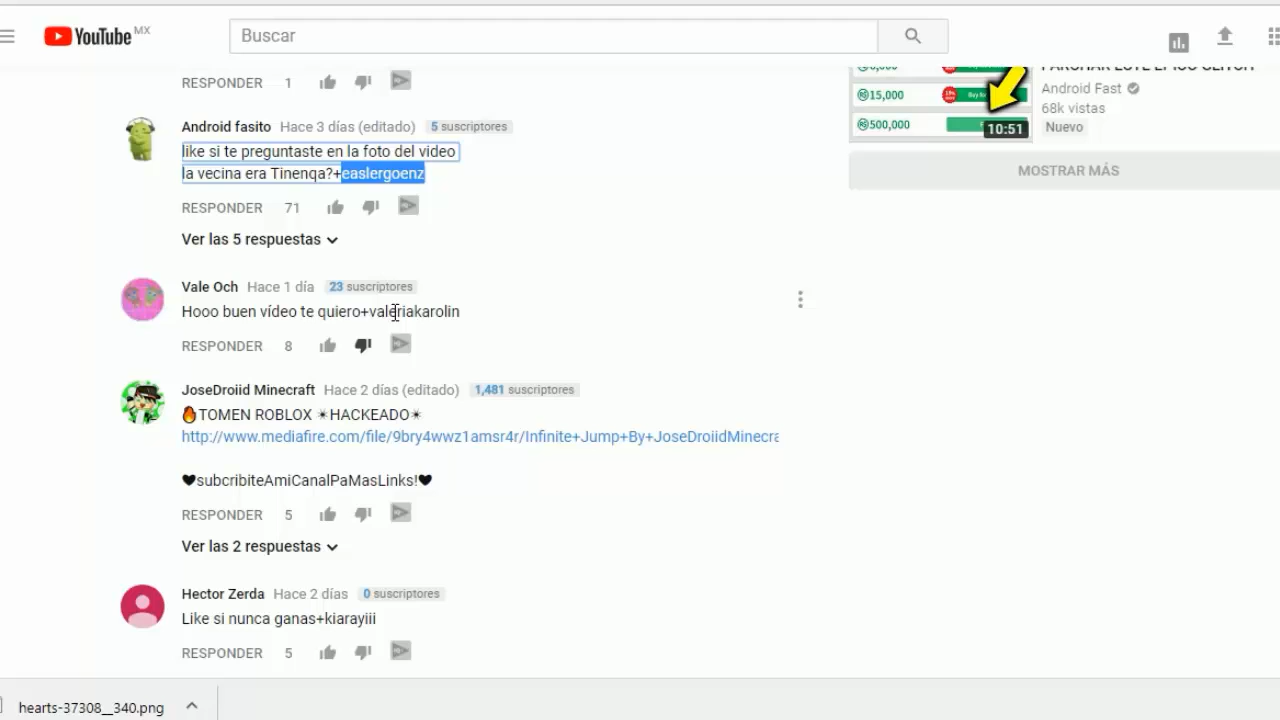 YouTube MX
Buscar
RESPONDER 1
15,000
500,000
10:51
Android Fast
68k vistas
Nuevo
MOSTRAR MÁS
Android fasito Hace 3 días (editado) 5 suscriptores
like si te preguntaste en la foto del video
la vecina era Tinenqa?+easlergoenz
RESPONDER 71
Ver las 5 respuestas
Vale Och Hace 1 día 23 suscriptores
Hooo buen vídeo te quiero+valeriakarolin
RESPONDER 8
JoseDroiid Minecraft Hace 2 días (editado) 1,481 suscriptores
🔥TOMEN ROBLOX ☀HACKEADO☀
http://www.mediafire.com/file/9bry4wwz1amsr4r/Infinite+Jump+By+JoseDroiidMinecra
♥subcribiteAmiCanalPaMasLinks!♥
RESPONDER 5
Ver las 2 respuestas
Hector Zerda Hace 2 días 0 suscriptores
Like si nunca ganas+kiarayiii
RESPONDER 5
hearts-37308__340.png